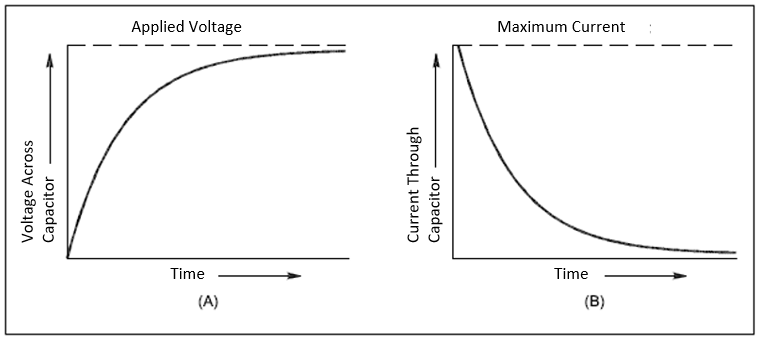 Applied Voltage
Voltage Across
Capacitor
Time
(A)
Maximum Current
Current Through
Capacitor
Time
(B)